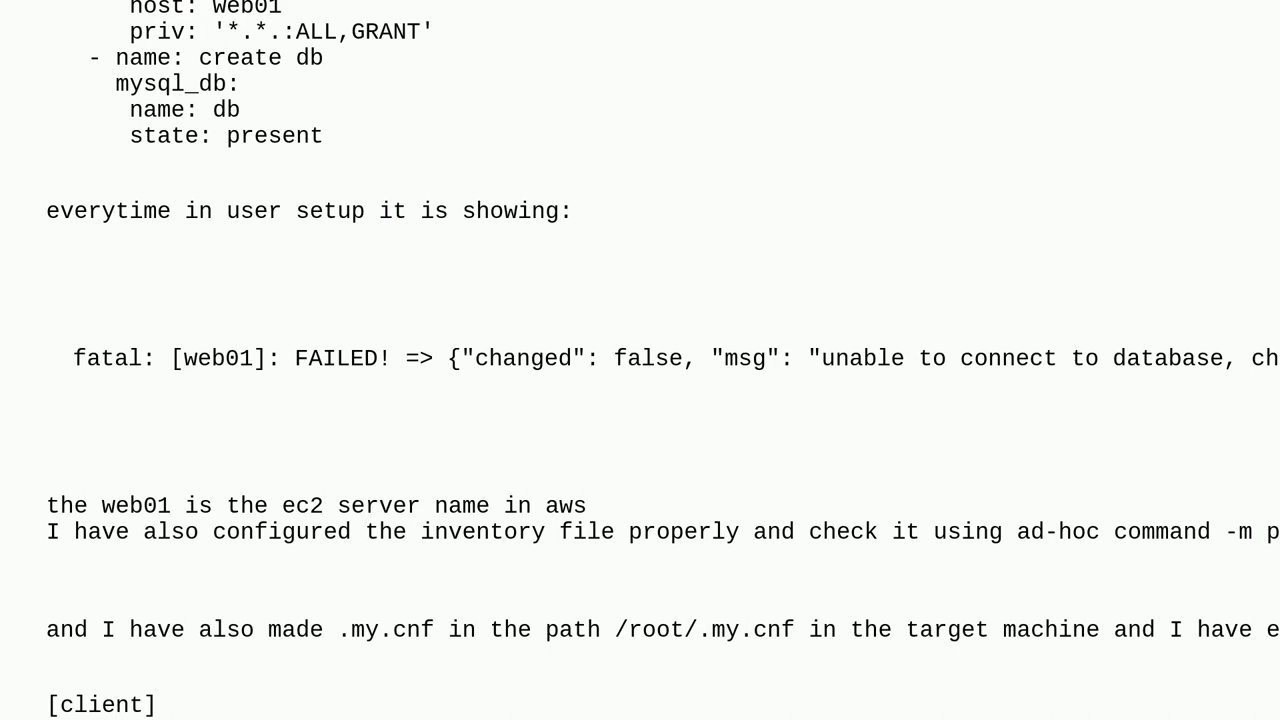 host: web01
priv: '*.*.:ALL,GRANT'
- name: create db
mysql_db:
name: db
state: present
everytime in user setup it is showing:
fatal: [web01]: FAILED! => {"changed": false, "msg": "unable to connect to database, ch
the web01 is the ec2 server name in aws
I have also configured the inventory file properly and check it using ad-hoc command -m p
and I have also made .my.cnf in the path /root/.my.cnf in the target machine and I have e
[client]